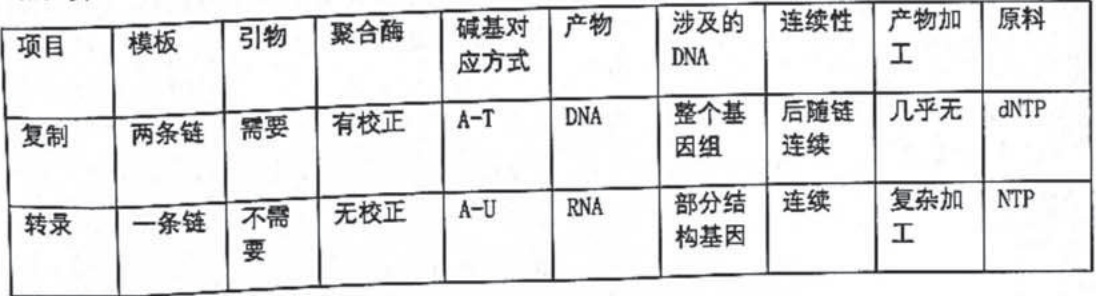 项目 模板 引物 聚合酶 碱基对应方式 产物 涉及的DNA 连续性 产物加工 原料
复制 两条链 需要 有校正 A-T DNA 整个基因组 后随链连续 几乎无 dNTP
转录 一条链 不需要 无校正 A-U RNA 部分结构基因 连续 复杂加工 NTP